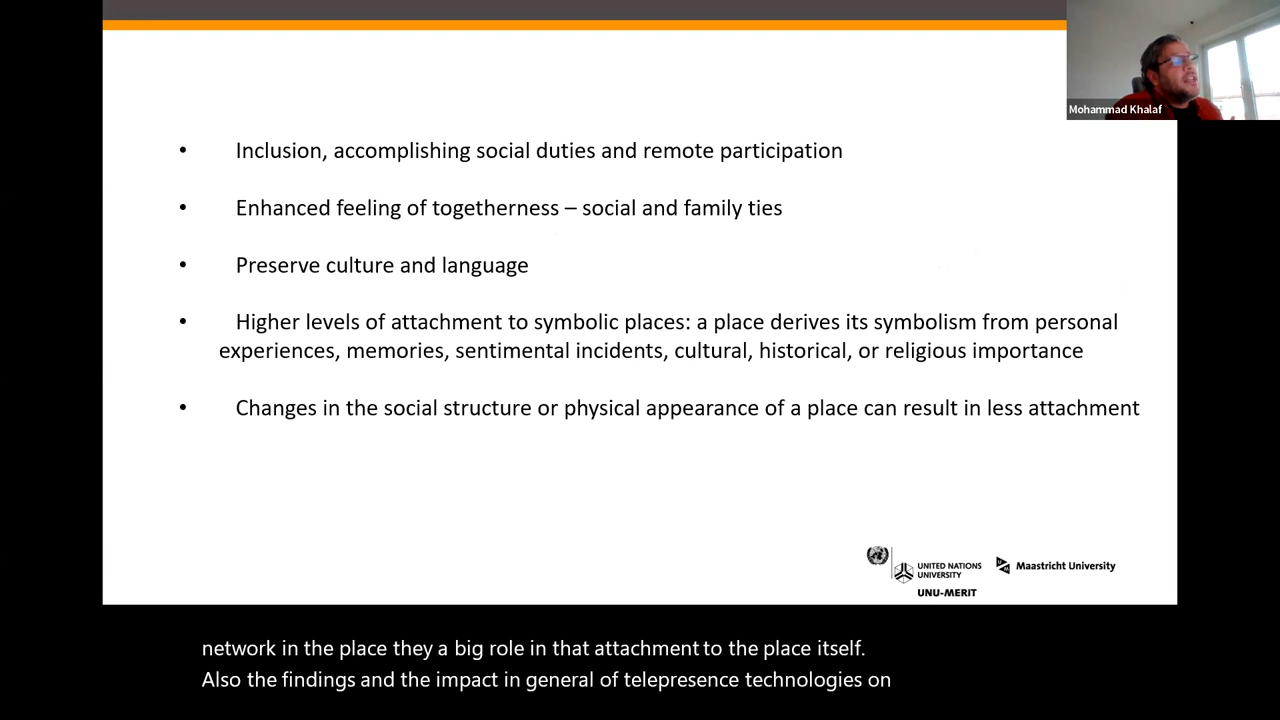 Mohammad Khalaf
• Inclusion, accomplishing social duties and remote participation
• Enhanced feeling of togetherness – social and family ties
• Preserve culture and language
• Higher levels of attachment to symbolic places: a place derives its symbolism from personal
experiences, memories, sentimental incidents, cultural, historical, or religious importance
• Changes in the social structure or physical appearance of a place can result in less attachment
UNITED NATIONS
UNIVERSITY
UNU-MERIT
Maastricht University
network in the place they a big role in that attachment to the place itself.
Also the findings and the impact in general of telepresence technologies on